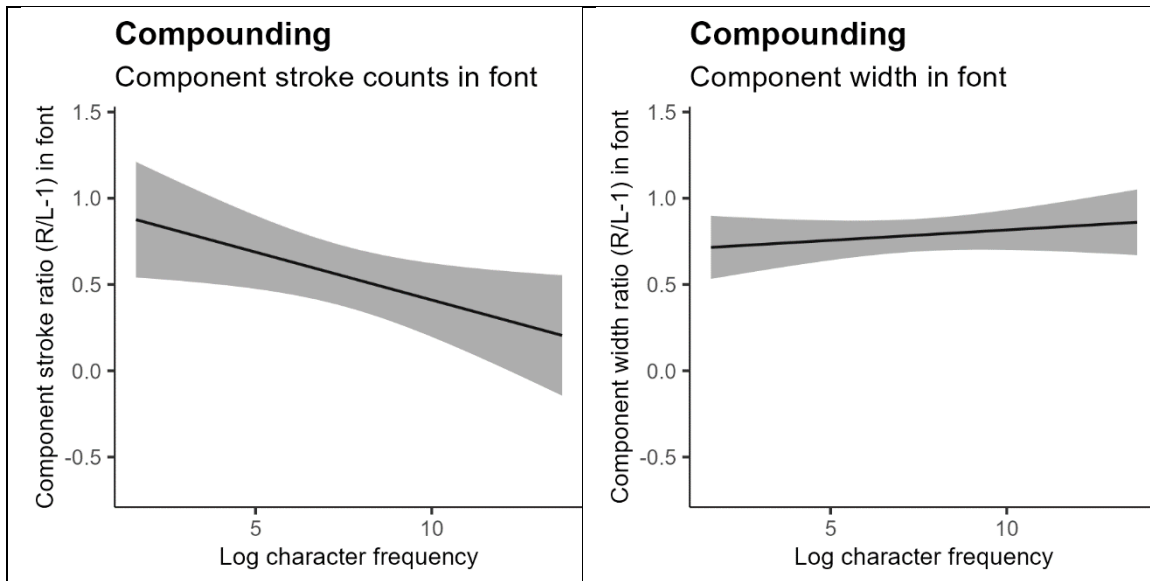 Compounding
Component stroke counts in font
Component stroke ratio (R/L-1) in font
1.5
1.0
0.5
0.0
-0.5
5 10
Log character frequency
Compounding
Component width in font
Component width ratio (R/L-1) in font
1.5
1.0
0.5
0.0
-0.5
5 10
Log character frequency